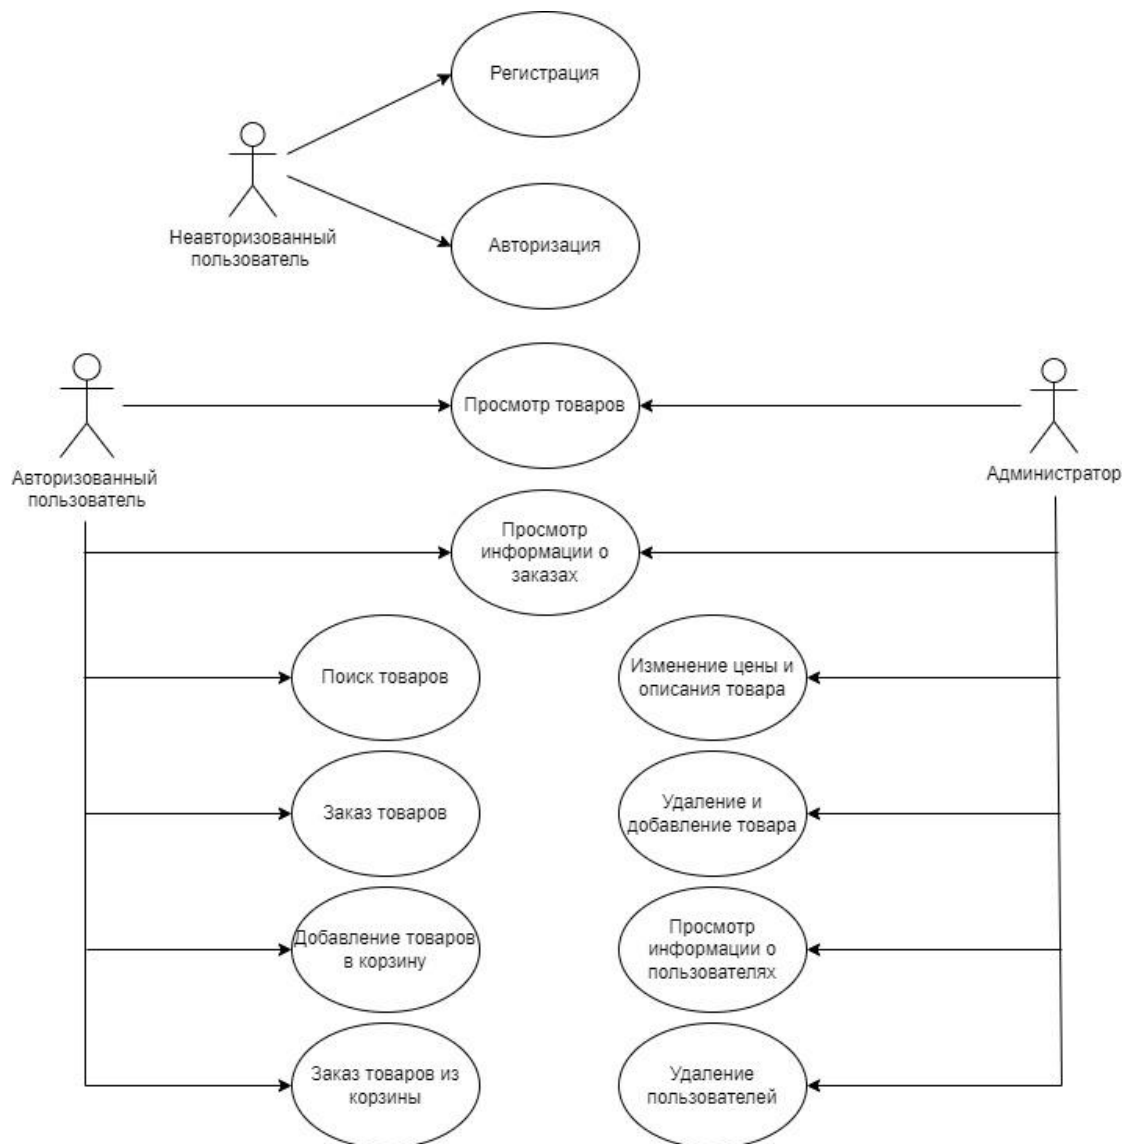 Регистрация
Неавторизованный
пользователь
Авторизация
Просмотр товаров
Авторизованный
пользователь
Администратор
Просмотр
информации о
заказах
Поиск товаров
Изменение цены и
описания товара
Заказ товаров
Удаление и
добавление товара
Добавление товаров
в корзину
Просмотр
информации о
пользователях
Заказ товаров из
корзины
Удаление
пользователей